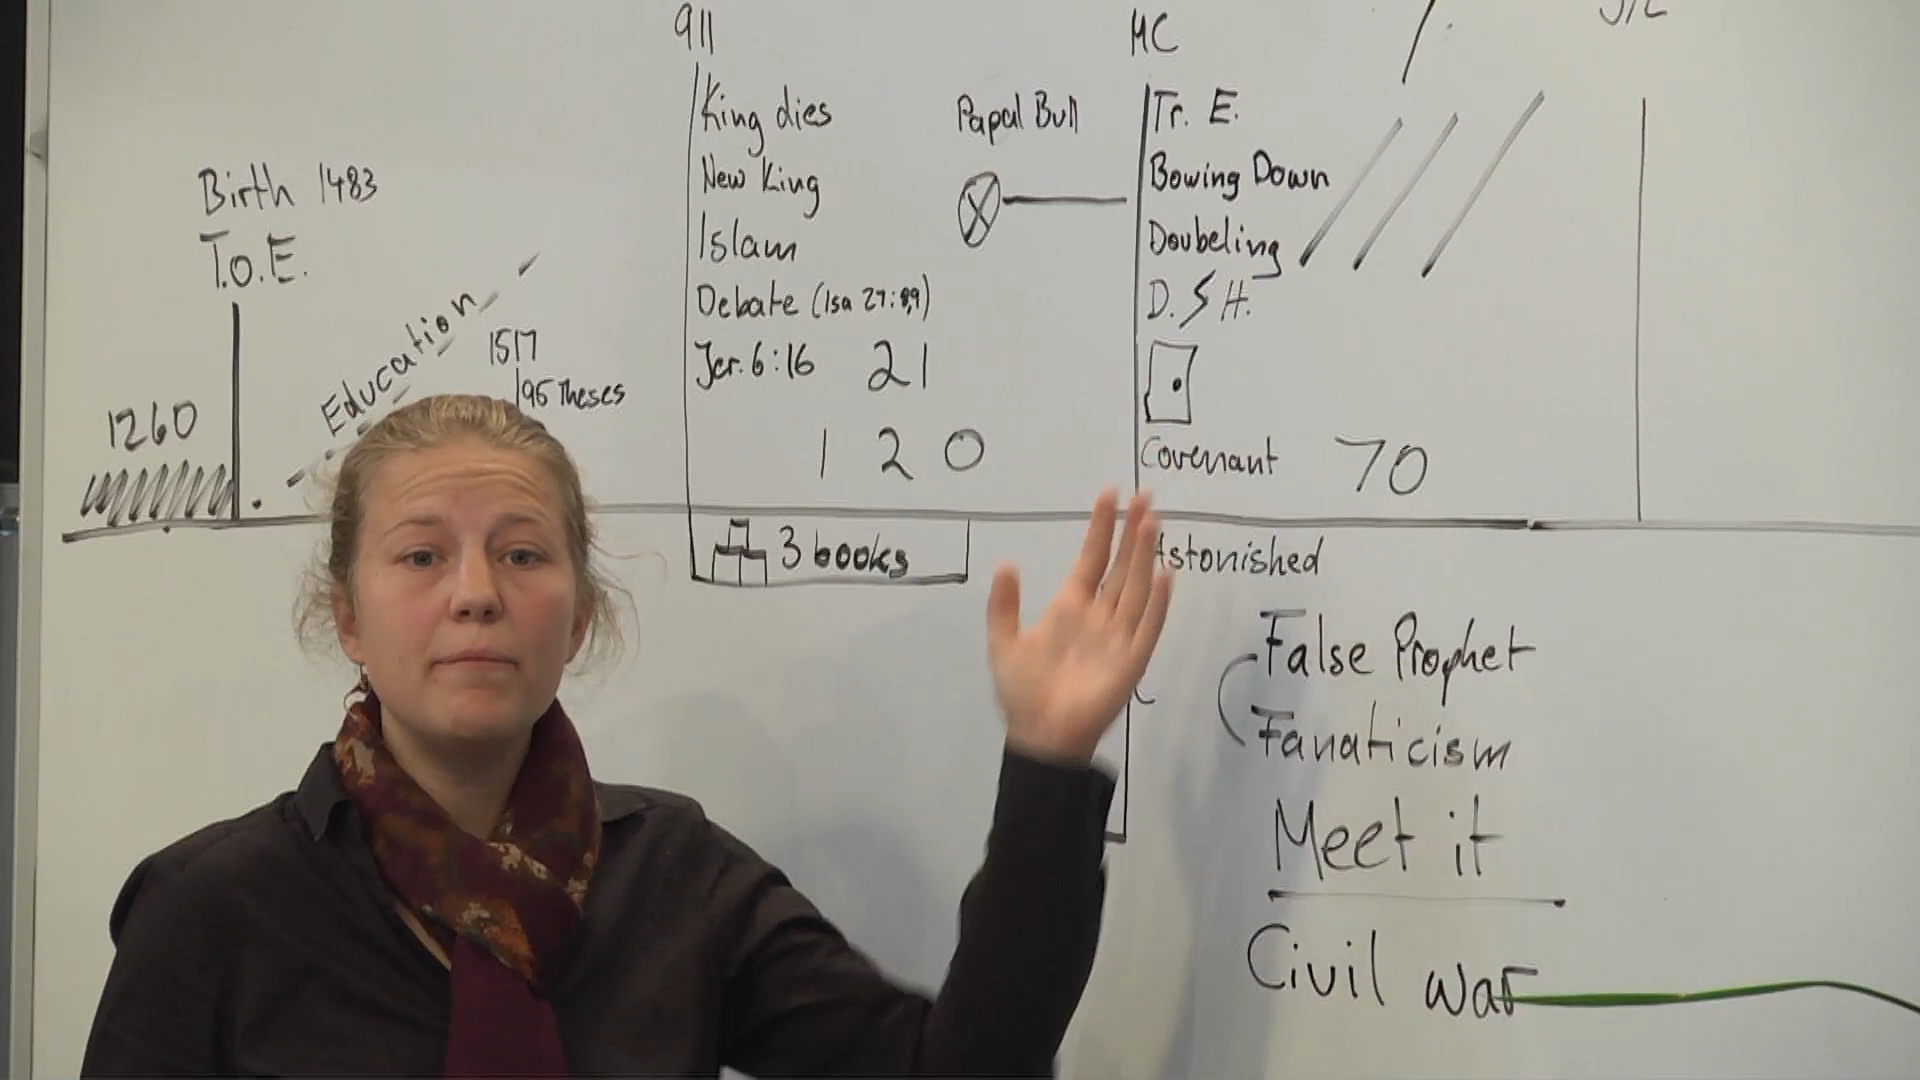 911
MC
King dies
New King
Islam
Debate (Isa 27:8,9)
Jer. 6:16 21
1 2 0
Papal Bull
Tr. E.
Bowing Down
Doubeling
D. S H.
Covenant 70
Birth 1483
T.O.E.
Education
1517
95 Theses
1260
3 books
Astonished
False Prophet
Fanaticism
Meet it
Civil war